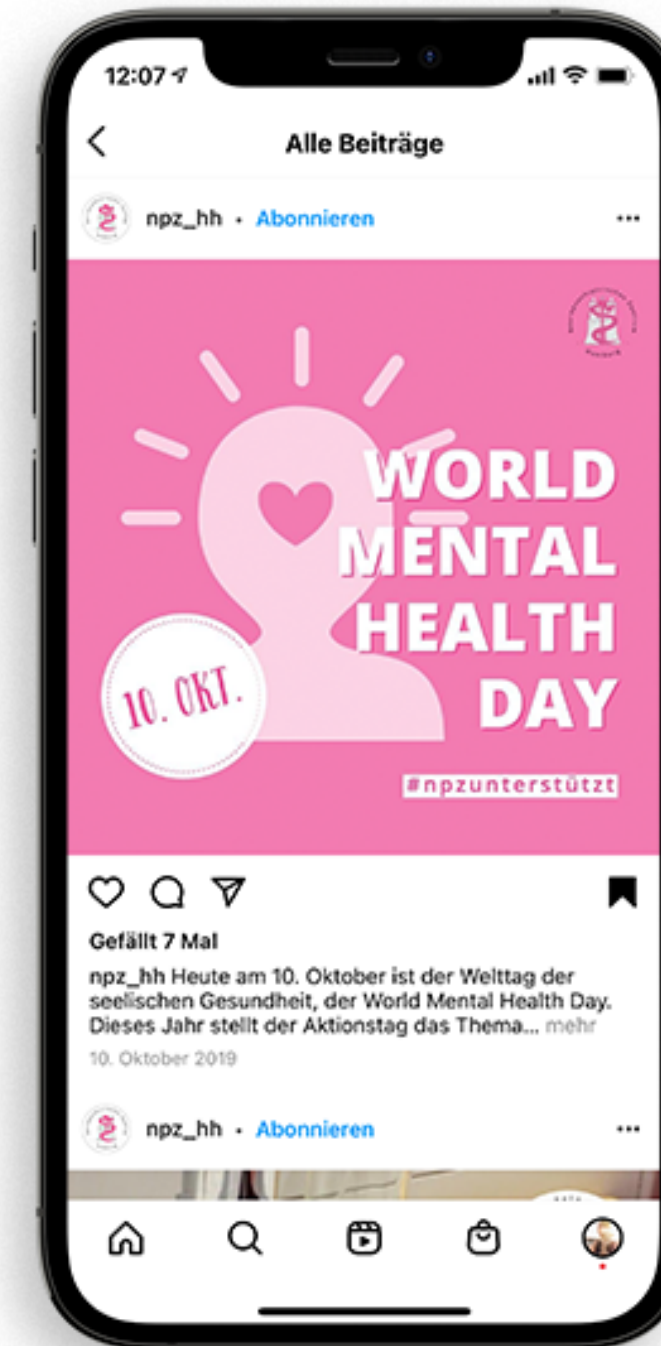 12:07
Alle Beiträge
npz_hh • Abonnieren
WORLD
MENTAL
HEALTH
DAY
10. OKT.
#npzunterstützt
Gefällt 7 Mal
npz_hh Heute am 10. Oktober ist der Welttag der
seelischen Gesundheit, der World Mental Health Day.
Dieses Jahr stellt der Aktionstag das Thema... mehr
10. Oktober 2019
npz_hh • Abonnieren